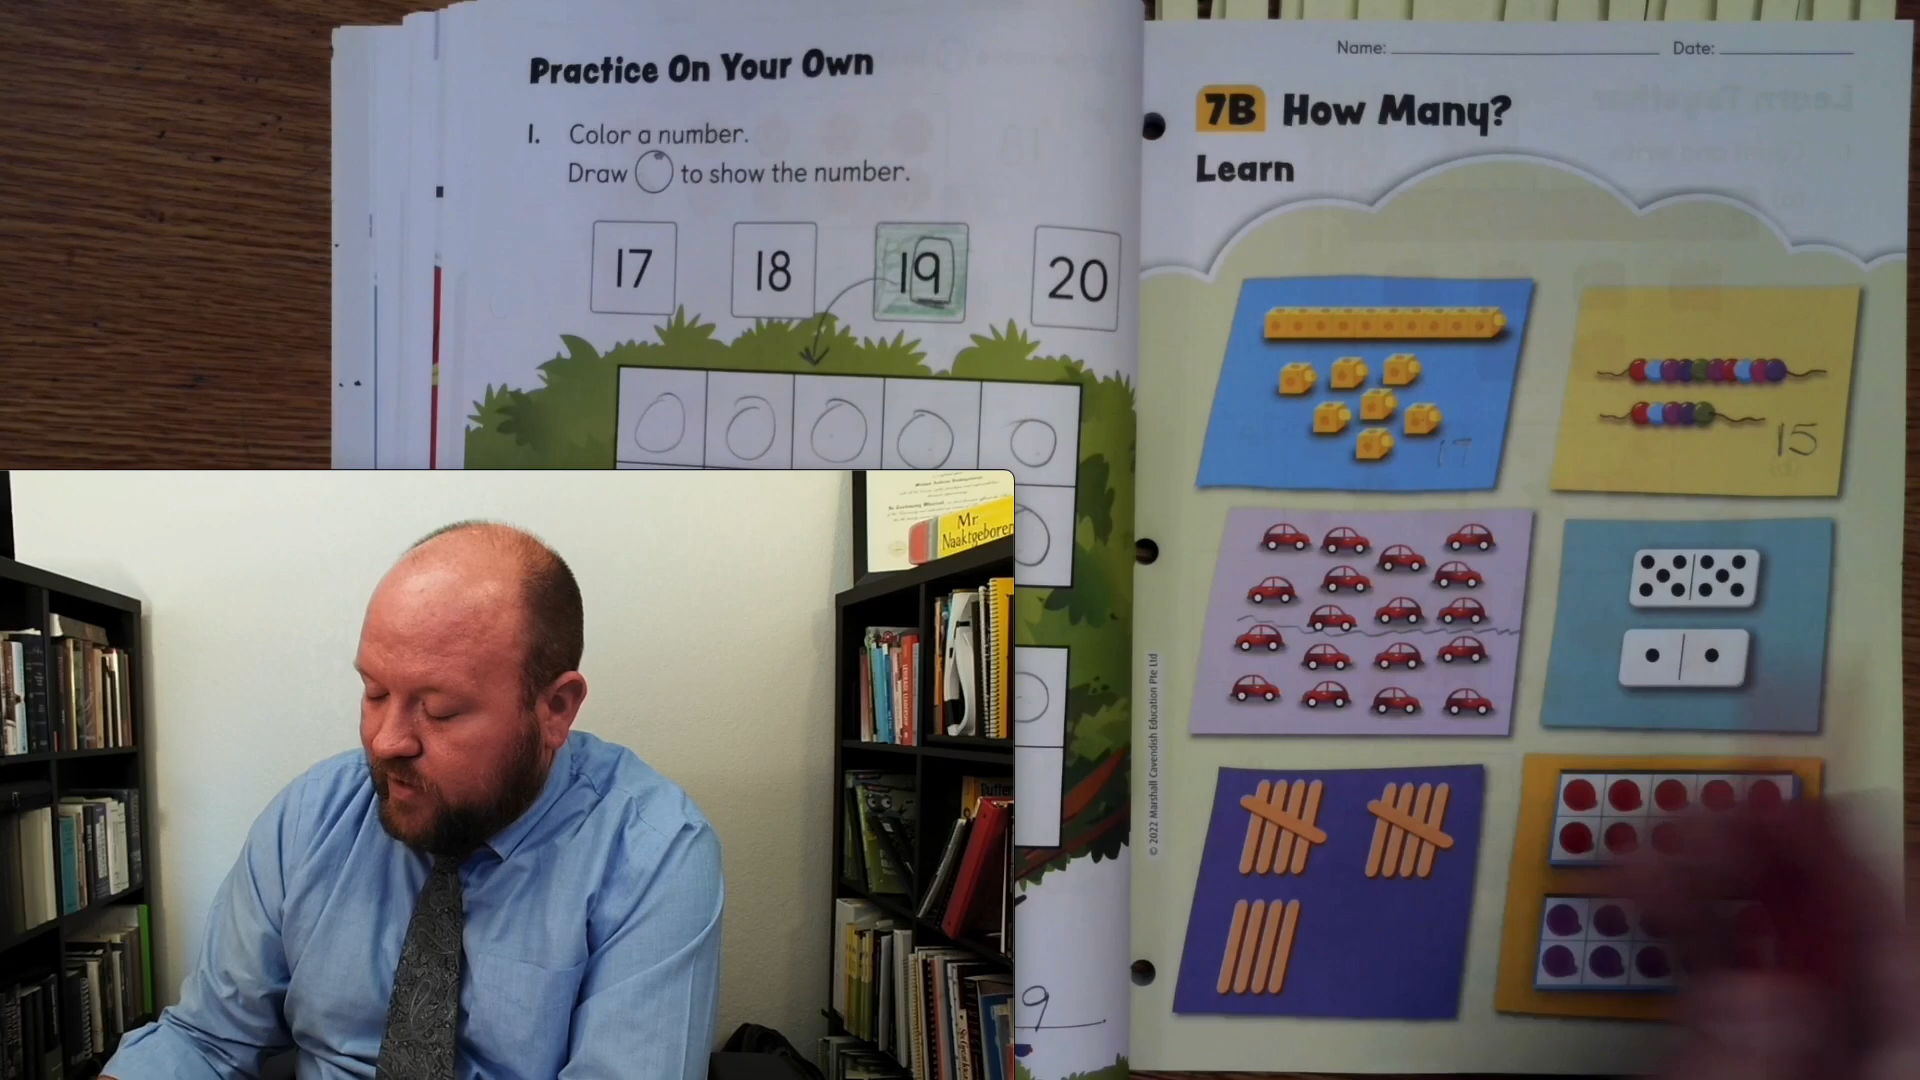 Practice On Your Own
1. Color a number.
Draw to show the number.
17 18 19 20
9
Name: Date:
7B How Many?
Learn
17
15
© 2022 Marshall Cavendish Education Pte Ltd
Mr.
Naaktgeboren